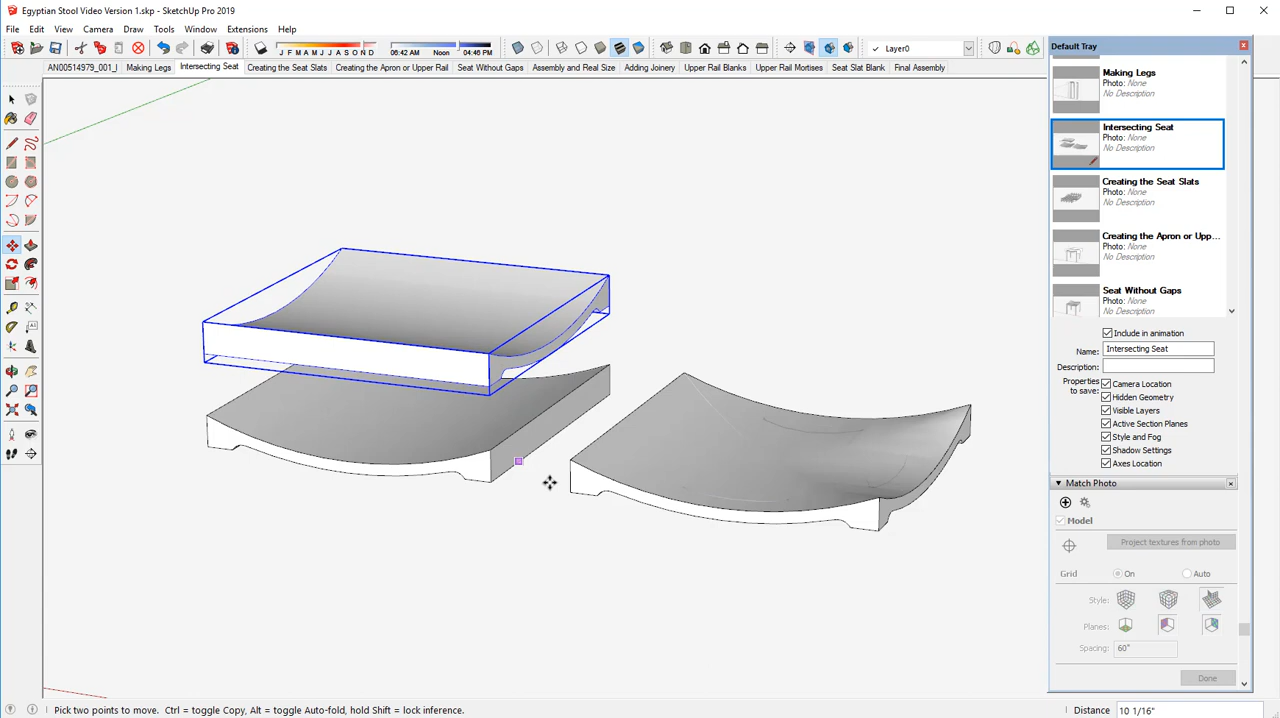 Egyptian Stool Video Version 1.skp - SketchUp Pro 2019
File Edit View Camera Draw Tools Window Extensions Help
J F M A M J J A S O N D 06:42 AM Noon 04:46 PM Layer0
AN00514979_001_l Making Legs Intersecting Seat Creating the Seat Slats Creating the Apron or Upper Rail Seat Without Gaps Assembly and Real Size Adding Joinery Upper Rail Blanks Upper Rail Mortises Seat Slat Blank Final Assembly
Default Tray
Making Legs
Photo: None
No Description
Intersecting Seat
Photo: None
No Description
Creating the Seat Slats
Photo: None
No Description
Creating the Apron or Upp...
Photo: None
No Description
Seat Without Gaps
Photo: None
No Description
Include in animation
Name: Intersecting Seat
Description:
Properties to save:
Camera Location
Hidden Geometry
Visible Layers
Active Section Planes
Style and Fog
Shadow Settings
Axes Location
Match Photo
Model
Project textures from photo
Grid On Auto
Style:
Planes:
Spacing: 60"
Done
Pick two points to move. Ctrl = toggle Copy, Alt = toggle Auto-fold, hold Shift = lock inference.
Distance 10 1/16"